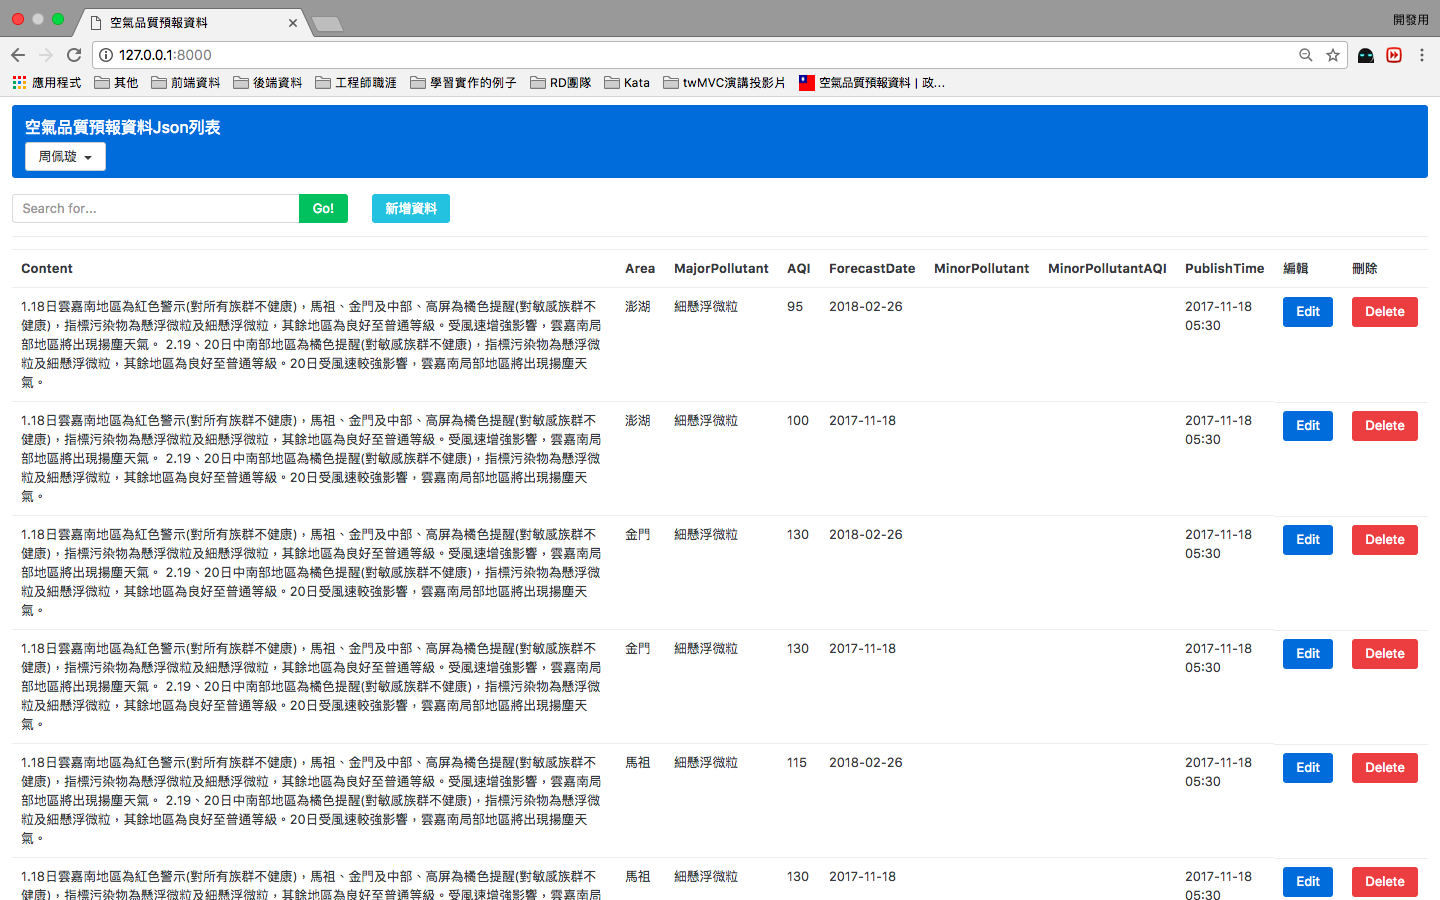 開發用
空氣品質預報資料
127.0.0.1:8000
應用程式 其他 前端資料 後端資料 工程師職涯 學習實作的例子 RD團隊 Kata twMVC演講投影片 空氣品質預報資料 | 政...
空氣品質預報資料Json列表
周佩璇
Search for... Go! 新增資料
Content Area MajorPollutant AQI ForecastDate MinorPollutant MinorPollutantAQI PublishTime 編輯 刪除
1.18日雲嘉南地區為紅色警示(對所有族群不健康)，馬祖、金門及中部、高屏為橘色提醒(對敏感族群不 澎湖 細懸浮微粒 95 2018-02-26 2017-11-18 Edit Delete
健康)，指標污染物為懸浮微粒及細懸浮微粒，其餘地區為良好至普通等級。受風速增強影響，雲嘉南局 05:30
部地區將出現揚塵天氣。 2.19、20日中南部地區為橘色提醒(對敏感族群不健康)，指標污染物為懸浮微
粒及細懸浮微粒，其餘地區為良好至普通等級。20日受風速較強影響，雲嘉南局部地區將出現揚塵天
氣。
1.18日雲嘉南地區為紅色警示(對所有族群不健康)，馬祖、金門及中部、高屏為橘色提醒(對敏感族群不 澎湖 細懸浮微粒 100 2017-11-18 2017-11-18 Edit Delete
健康)，指標污染物為懸浮微粒及細懸浮微粒，其餘地區為良好至普通等級。受風速增強影響，雲嘉南局 05:30
部地區將出現揚塵天氣。 2.19、20日中南部地區為橘色提醒(對敏感族群不健康)，指標污染物為懸浮微
粒及細懸浮微粒，其餘地區為良好至普通等級。20日受風速較強影響，雲嘉南局部地區將出現揚塵天
氣。
1.18日雲嘉南地區為紅色警示(對所有族群不健康)，馬祖、金門及中部、高屏為橘色提醒(對敏感族群不 金門 細懸浮微粒 130 2018-02-26 2017-11-18 Edit Delete
健康)，指標污染物為懸浮微粒及細懸浮微粒，其餘地區為良好至普通等級。受風速增強影響，雲嘉南局 05:30
部地區將出現揚塵天氣。 2.19、20日中南部地區為橘色提醒(對敏感族群不健康)，指標污染物為懸浮微
粒及細懸浮微粒，其餘地區為良好至普通等級。20日受風速較強影響，雲嘉南局部地區將出現揚塵天
氣。
1.18日雲嘉南地區為紅色警示(對所有族群不健康)，馬祖、金門及中部、高屏為橘色提醒(對敏感族群不 金門 細懸浮微粒 130 2017-11-18 2017-11-18 Edit Delete
健康)，指標污染物為懸浮微粒及細懸浮微粒，其餘地區為良好至普通等級。受風速增強影響，雲嘉南局 05:30
部地區將出現揚塵天氣。 2.19、20日中南部地區為橘色提醒(對敏感族群不健康)，指標污染物為懸浮微
粒及細懸浮微粒，其餘地區為良好至普通等級。20日受風速較強影響，雲嘉南局部地區將出現揚塵天
氣。
1.18日雲嘉南地區為紅色警示(對所有族群不健康)，馬祖、金門及中部、高屏為橘色提醒(對敏感族群不 馬祖 細懸浮微粒 115 2018-02-26 2017-11-18 Edit Delete
健康)，指標污染物為懸浮微粒及細懸浮微粒，其餘地區為良好至普通等級。受風速增強影響，雲嘉南局 05:30
部地區將出現揚塵天氣。 2.19、20日中南部地區為橘色提醒(對敏感族群不健康)，指標污染物為懸浮微
粒及細懸浮微粒，其餘地區為良好至普通等級。20日受風速較強影響，雲嘉南局部地區將出現揚塵天
氣。
1.18日雲嘉南地區為紅色警示(對所有族群不健康)，馬祖、金門及中部、高屏為橘色提醒(對敏感族群不 馬祖 細懸浮微粒 130 2017-11-18 2017-11-18 Edit Delete
健康)，指標污染物為懸浮微粒及細懸浮微粒，其餘地區為良好至普通等級。受風速增強影響，雲嘉南局 05:30